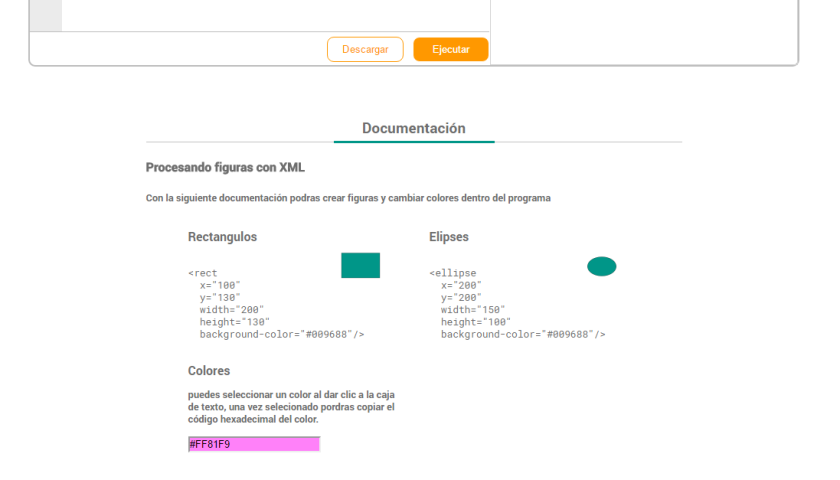 Descargar
Ejecutar
Documentación
Procesando figuras con XML
Con la siguiente documentación podras crear figuras y cambiar colores dentro del programa
Rectangulos
<rect
x="100"
y="130"
width="200"
height="130"
background-color="#009688"/>
Elipses
<ellipse
x="200"
y="200"
width="150"
height="100"
background-color="#009688"/>
Colores
puedes seleccionar un color al dar clic a la caja
de texto, una vez selecionado pordras copiar el
código hexadecimal del color.
#FF81F9